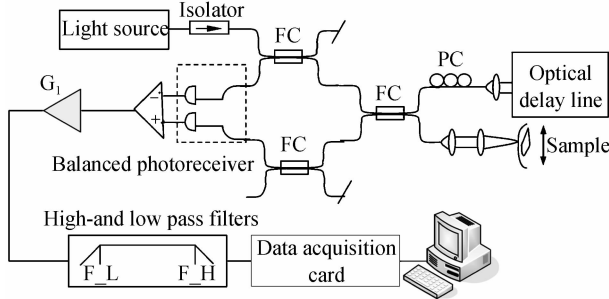 Isolator
Light source
FC
PC
G1
FC
Optical
delay line
− 
+
FC
Sample
Balanced photoreceiver
High-and low pass filters
F_L
F_H
Data acquisition
card